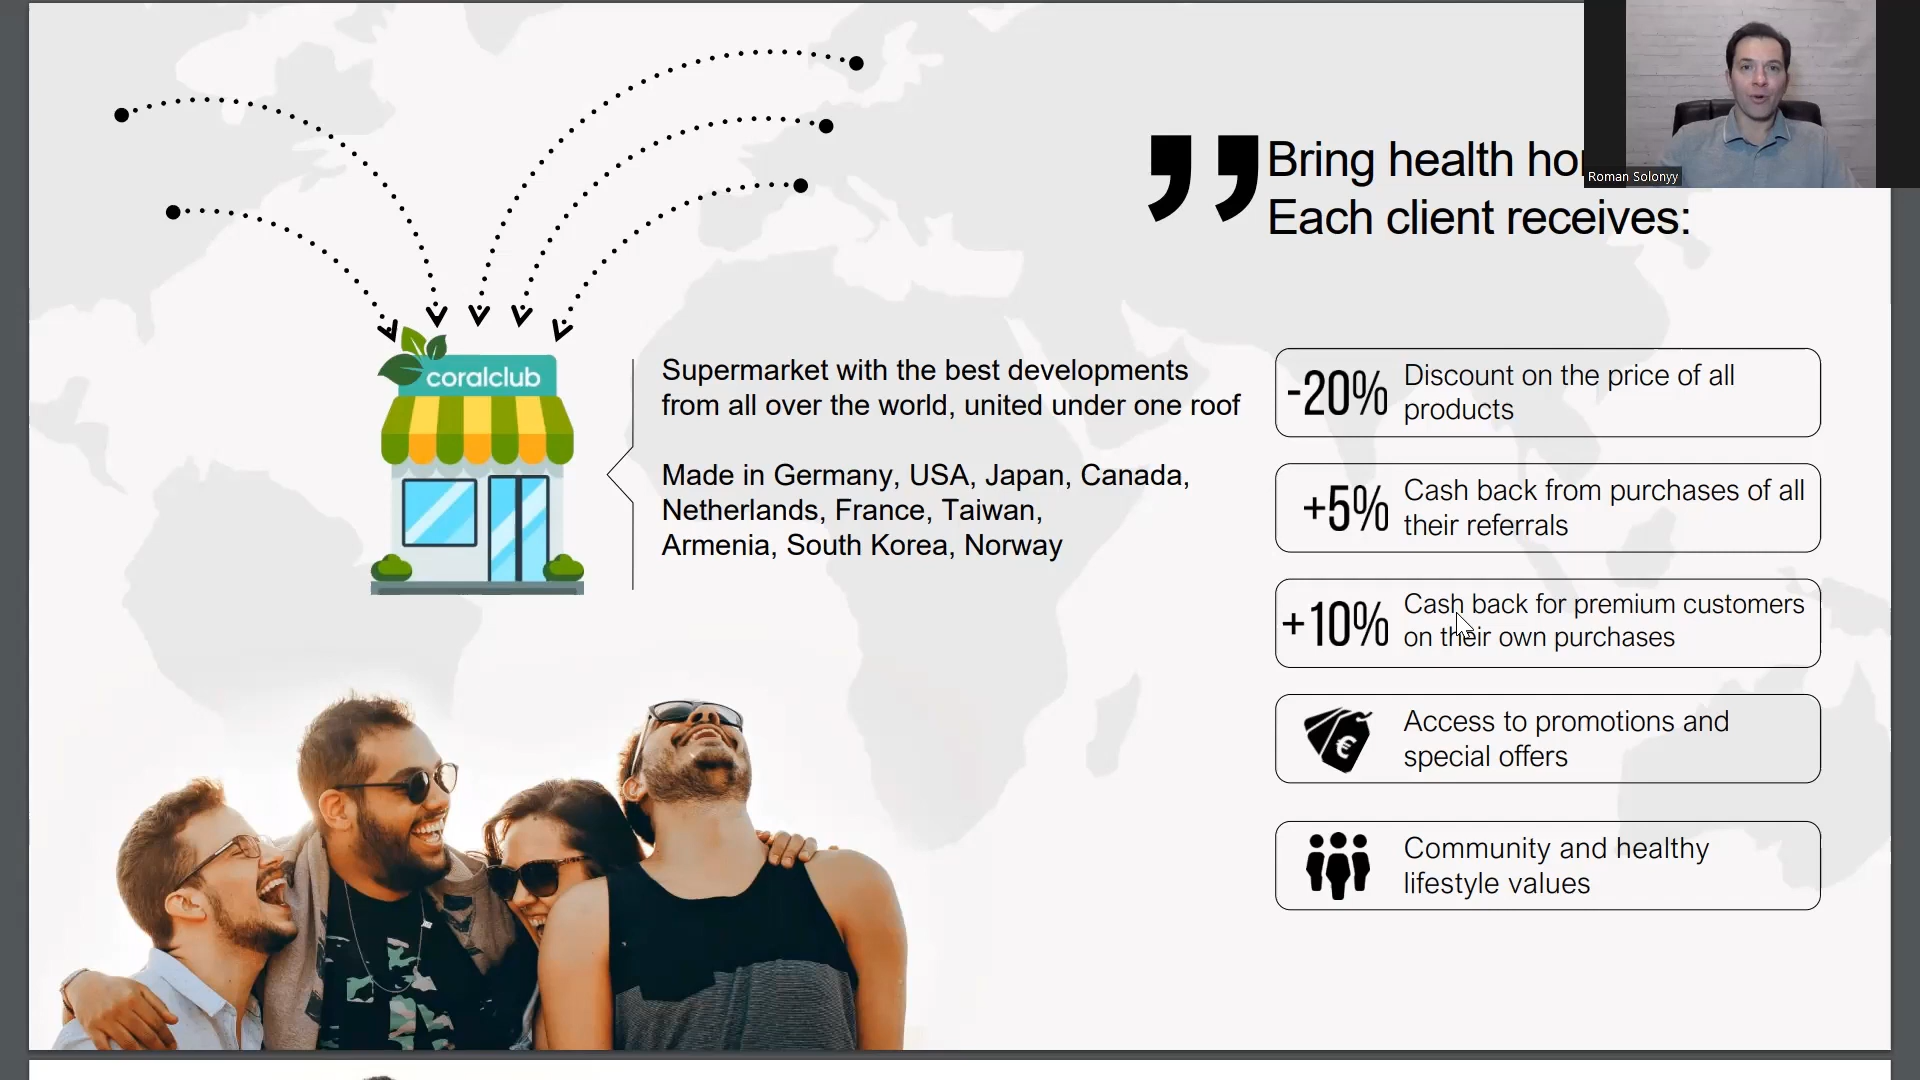 Bring health
Each client receives:
Roman Solonyy
coralclub
Supermarket with the best developments
from all over the world, united under one roof
Made in Germany, USA, Japan, Canada,
Netherlands, France, Taiwan,
Armenia, South Korea, Norway
-20% Discount on the price of all
products
+5% Cash back from purchases of all
their referrals
+10% Cash back for premium customers
on their own purchases
€ Access to promotions and
special offers
Community and healthy
lifestyle values